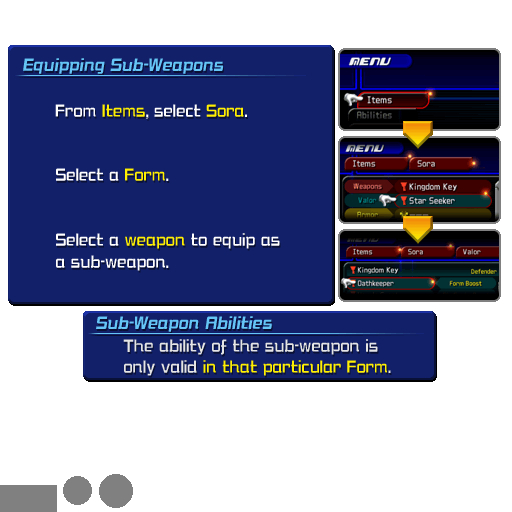 Equipping Sub-Weapons
From Items, select Sora.
Select a Form.
Select a weapon to equip as
a sub-weapon.
MENU
Items
Abilities
MENU
Items Sora
Weapons Kingdom Key
Valor Star Seeker
Armor
Items Sora Valor
Kingdom Key Defender
Oathkeeper Form Boost
Sub-Weapon Abilities
The ability of the sub-weapon is
only valid in that particular Form.